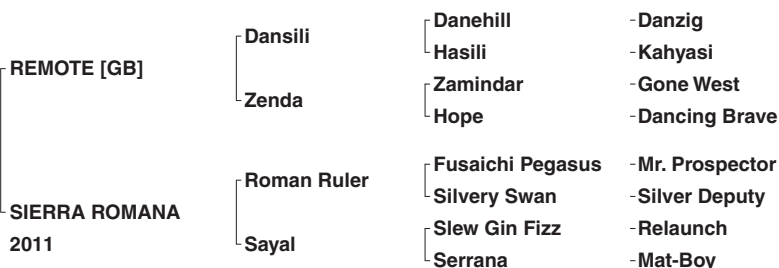 REMOTE [GB]
SIERRA ROMANA
2011
Dansili
Zenda
Roman Ruler
Sayal
Danehill
Hasili
Zamindar
Hope
Fusaichi Pegasus
Silvery Swan
Slew Gin Fizz
Serrana
Danzig
Kahyasi
Gone West
Dancing Brave
Mr. Prospector
Silver Deputy
Relaunch
Mat-Boy